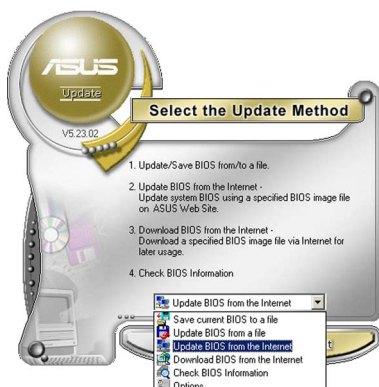 ASUS
Update
V5.23.02
Select the Update Method
1. Update/Save BIOS from/to a file.
2. Update BIOS from the Internet -
Update system BIOS using a specified BIOS image file
on ASUS Web Site.
3. Download BIOS from the Internet -
Download a specified BIOS image file via Internet for
later usage.
4. Check BIOS Information
Update BIOS from the Internet
Save current BIOS to a file
Update BIOS from a file
Update BIOS from the Internet
Download BIOS from the Internet
Check BIOS Information
Options